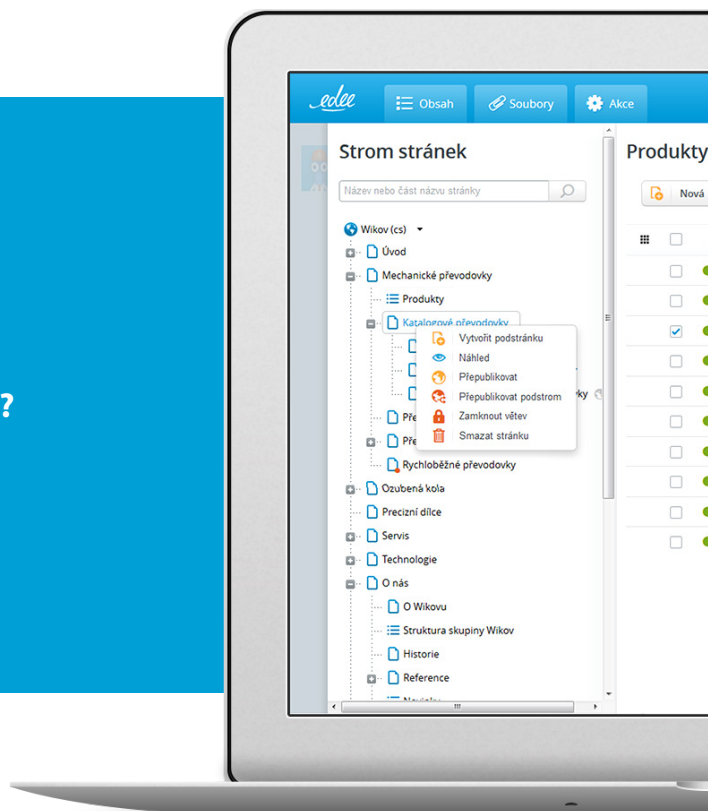 edee
Obsah
Soubory
Akce
Strom stránek
Název nebo část názvu stránky
Wikov (cs)
Úvod
Mechanické převodovky
Produkty
Katalogové převodovky
Vytvořit podstránku
Náhled
Přepublikovat
Přepublikovat podstrom
Zamknout větev
Smazat stránku
Rychloběžné převodovky
Ozubená kola
Precizní dílce
Servis
Technologie
O nás
O Wikovu
Struktura skupiny Wikov
Historie
Reference
Produkty
Nová
?